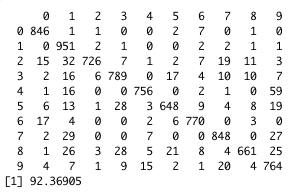 0 1 2 3 4 5 6 7 8 9
0 846 1 1 0 0 2 7 0 1 0
1 0 951 2 1 0 0 2 2 1 1
2 15 32 726 7 1 2 7 19 11 3
3 2 16 6 789 0 17 4 10 10 7
4 1 16 0 0 756 0 2 1 0 59
5 6 13 1 28 3 648 9 4 8 19
6 17 4 0 0 2 6 770 0 3 0
7 2 29 0 0 7 0 0 848 0 27
8 1 26 3 28 5 21 8 4 661 25
9 4 7 1 9 15 2 1 20 4 764
[1] 92.36905